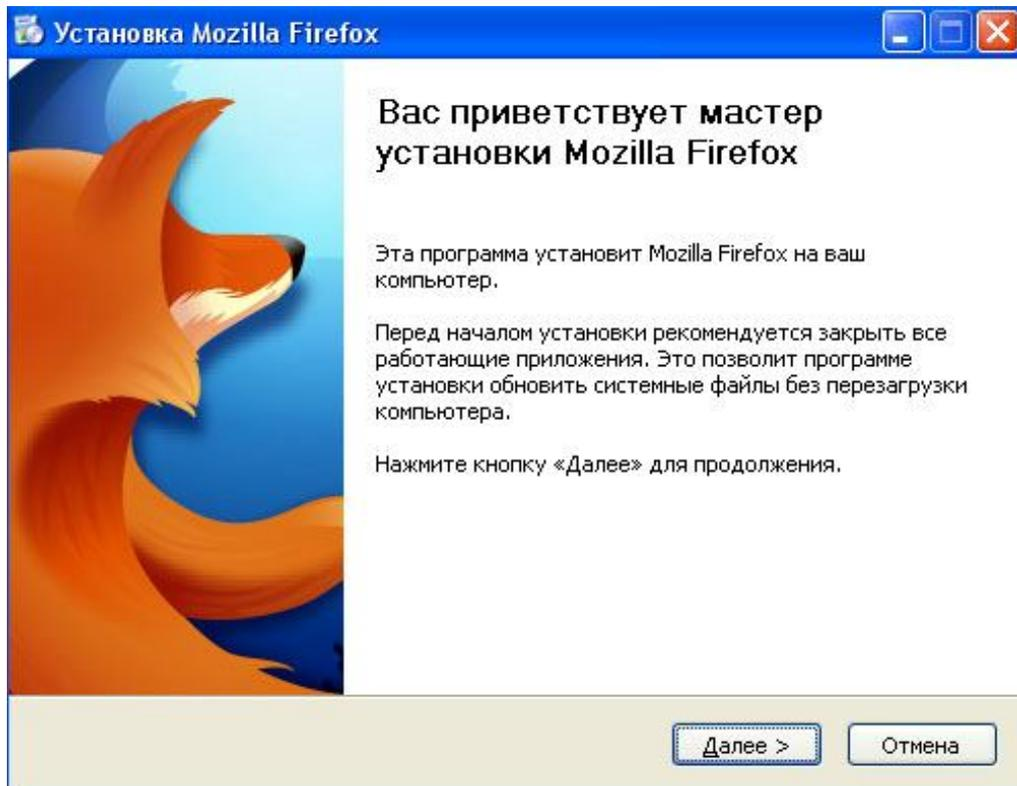 Установка Mozilla Firefox
Вас приветствует мастер
установки Mozilla Firefox
Эта программа установит Mozilla Firefox на ваш
компьютер.
Перед началом установки рекомендуется закрыть все
работающие приложения. Это позволит программе
установки обновить системные файлы без перезагрузки
компьютера.
Нажмите кнопку «Далее» для продолжения.
Далее >
Отмена